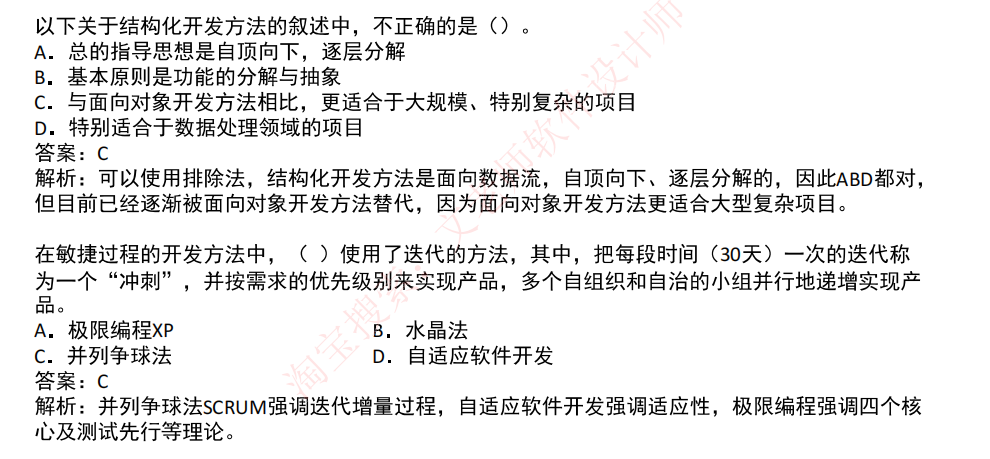 以下关于结构化开发方法的叙述中，不正确的是（）。
A．总的指导思想是自顶向下，逐层分解
B．基本原则是功能的分解与抽象
C．与面向对象开发方法相比，更适合于大规模、特别复杂的项目
D．特别适合于数据处理领域的项目
答案：C
解析：可以使用排除法，结构化开发方法是面向数据流，自顶向下、逐层分解的，因此ABD都对，
但目前已经逐渐被面向对象开发方法替代，因为面向对象开发方法更适合大型复杂项目。
在敏捷过程的开发方法中，（ ）使用了迭代的方法，其中，把每段时间（30天）一次的迭代称
为一个“冲刺”，并按需求的优先级别来实现产品，多个自组织和自治的小组并行地递增实现产
品。
A．极限编程XP B．水晶法
C．并列争球法 D．自适应软件开发
答案：C
解析：并列争球法SCRUM强调迭代增量过程，自适应软件开发强调适应性，极限编程强调四个核
心及测试先行等理论。
淘宝搜索：文老师软件设计师